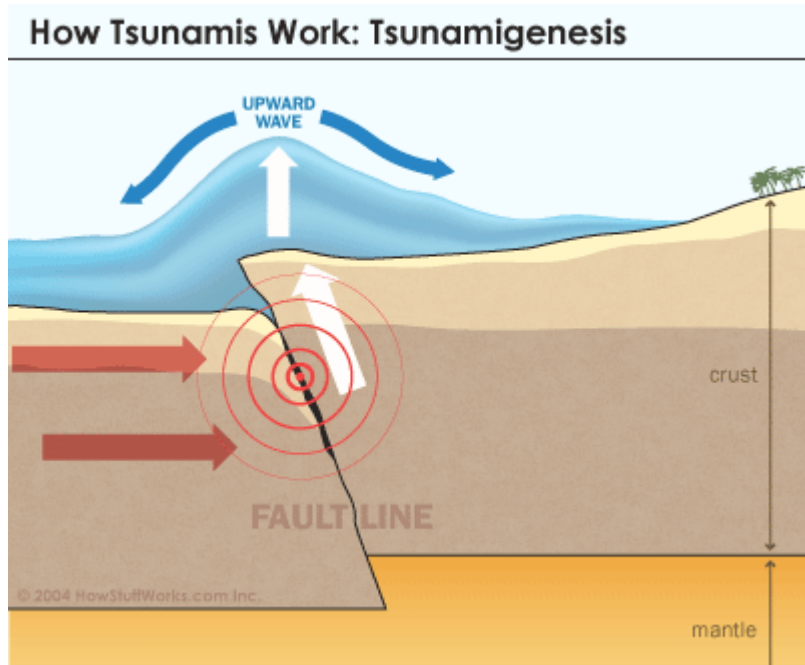 How Tsunamis Work: Tsunamigenesis
UPWARD
WAVE
crust
FAULT LINE
© 2004 HowStuffWorks.com Inc.
mantle